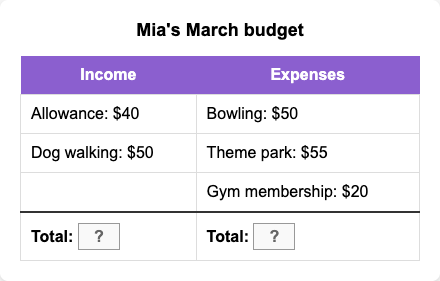 Mia's March budget
Income Expenses
Allowance: $40 Bowling: $50
Dog walking: $50 Theme park: $55
Gym membership: $20
Total: ? Total: ?